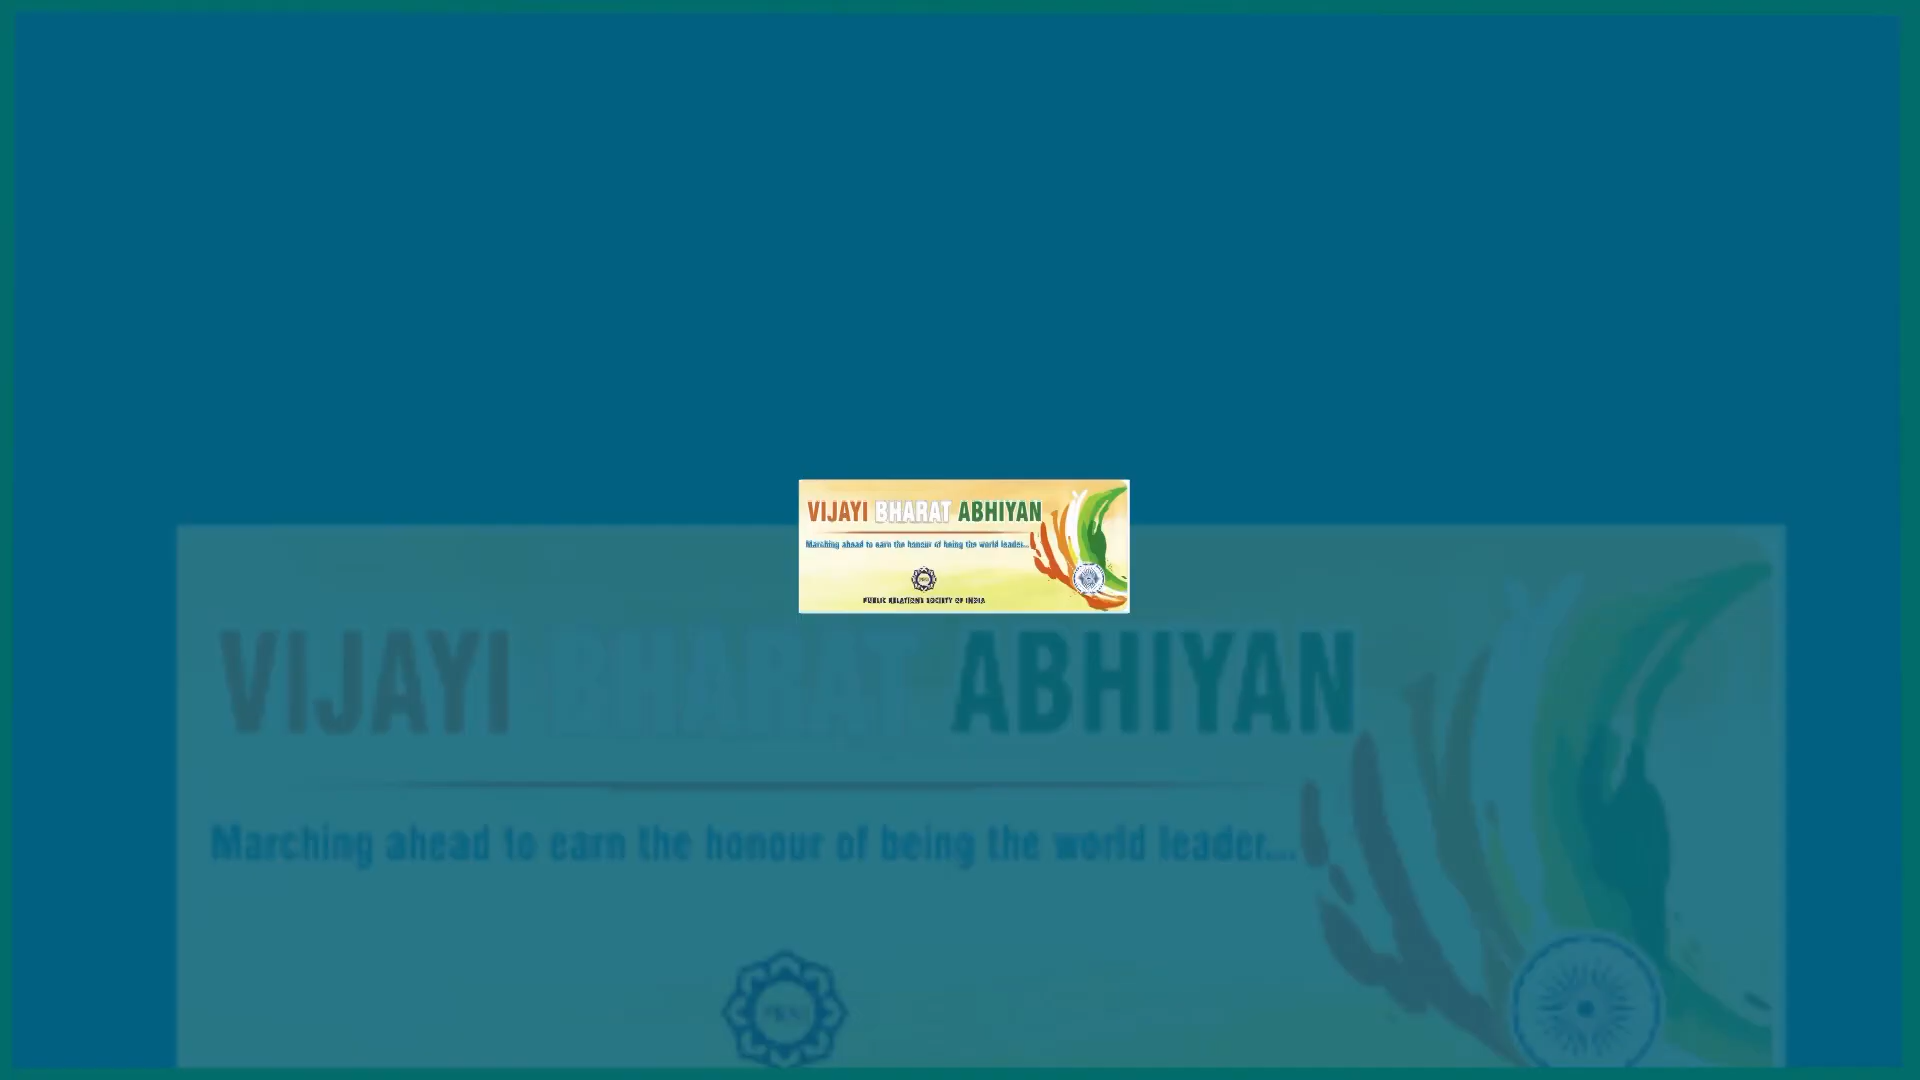 VIJAYI BHARAT ABHIYAN
Marching ahead to earn the honour of being the world leader...
PUBLIC RELATIONS SOCIETY OF INDIA
VIJAYI BHARAT ABHIYAN
Marching ahead to earn the honour of being the world leader...